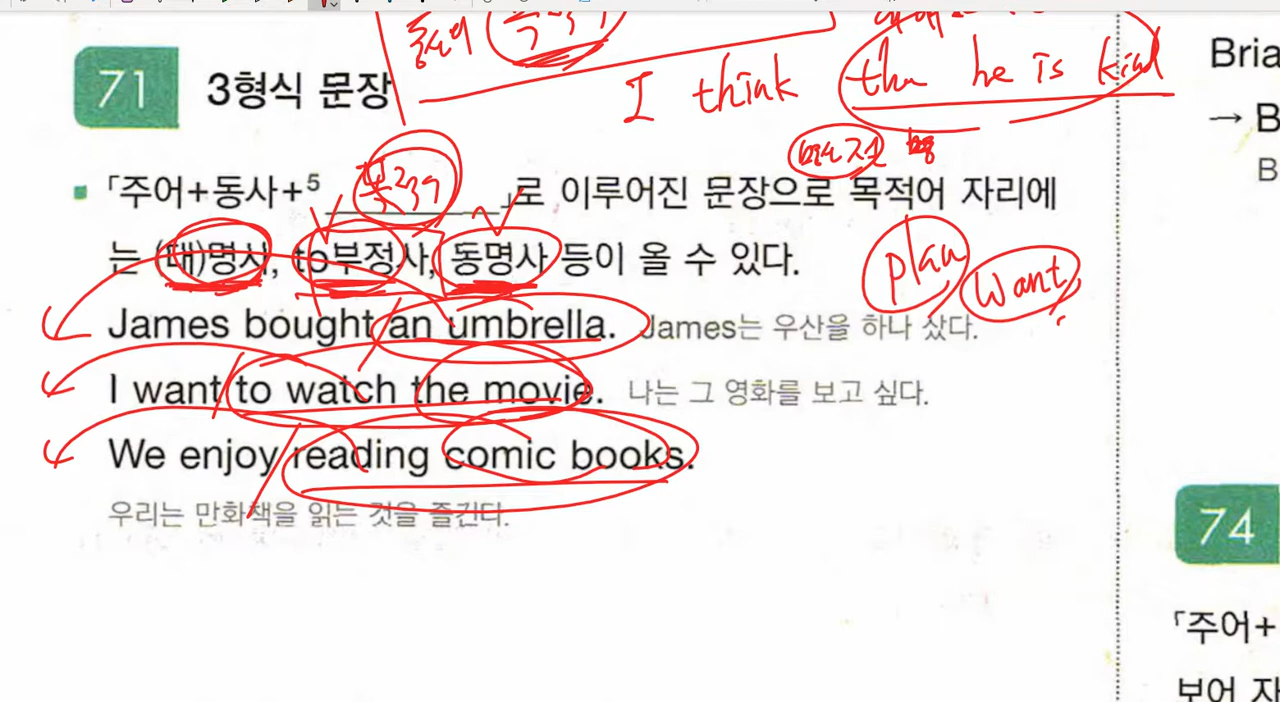 I think tha he is kind
71 3형식 문장
목적어
「주어+동사+⁵ ________」로 이루어진 문장으로 목적어 자리에
는 (대)명사, to부정사, 동명사 등이 올 수 있다.
plan want
James bought an umbrella. James는 우산을 하나 샀다.
I want to watch the movie. 나는 그 영화를 보고 싶다.
We enjoy reading comic books.
우리는 만화책을 읽는 것을 즐긴다.
Bria
→ B
B
74
「주어+
보어 자